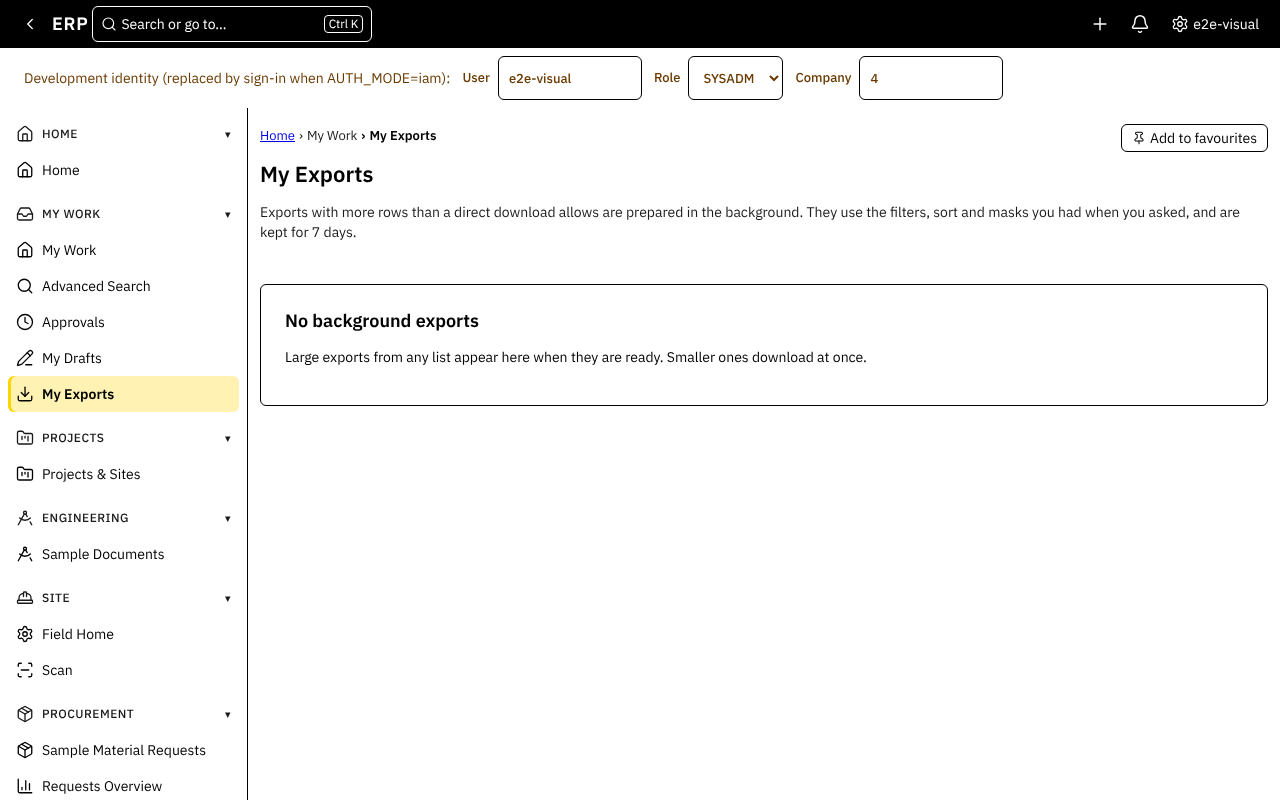 ERP
Search or go to...
Ctrl K
e2e-visual
Development identity (replaced by sign-in when AUTH_MODE=iam):
User
e2e-visual
Role
SYSADM
Company
4
HOME
Home
MY WORK
My Work
Advanced Search
Approvals
My Drafts
My Exports
PROJECTS
Projects & Sites
ENGINEERING
Sample Documents
SITE
Field Home
Scan
PROCUREMENT
Sample Material Requests
Requests Overview
Home › My Work › My Exports
Add to favourites
My Exports
Exports with more rows than a direct download allows are prepared in the background. They use the filters, sort and masks you had when you asked, and are
kept for 7 days.
No background exports
Large exports from any list appear here when they are ready. Smaller ones download at once.